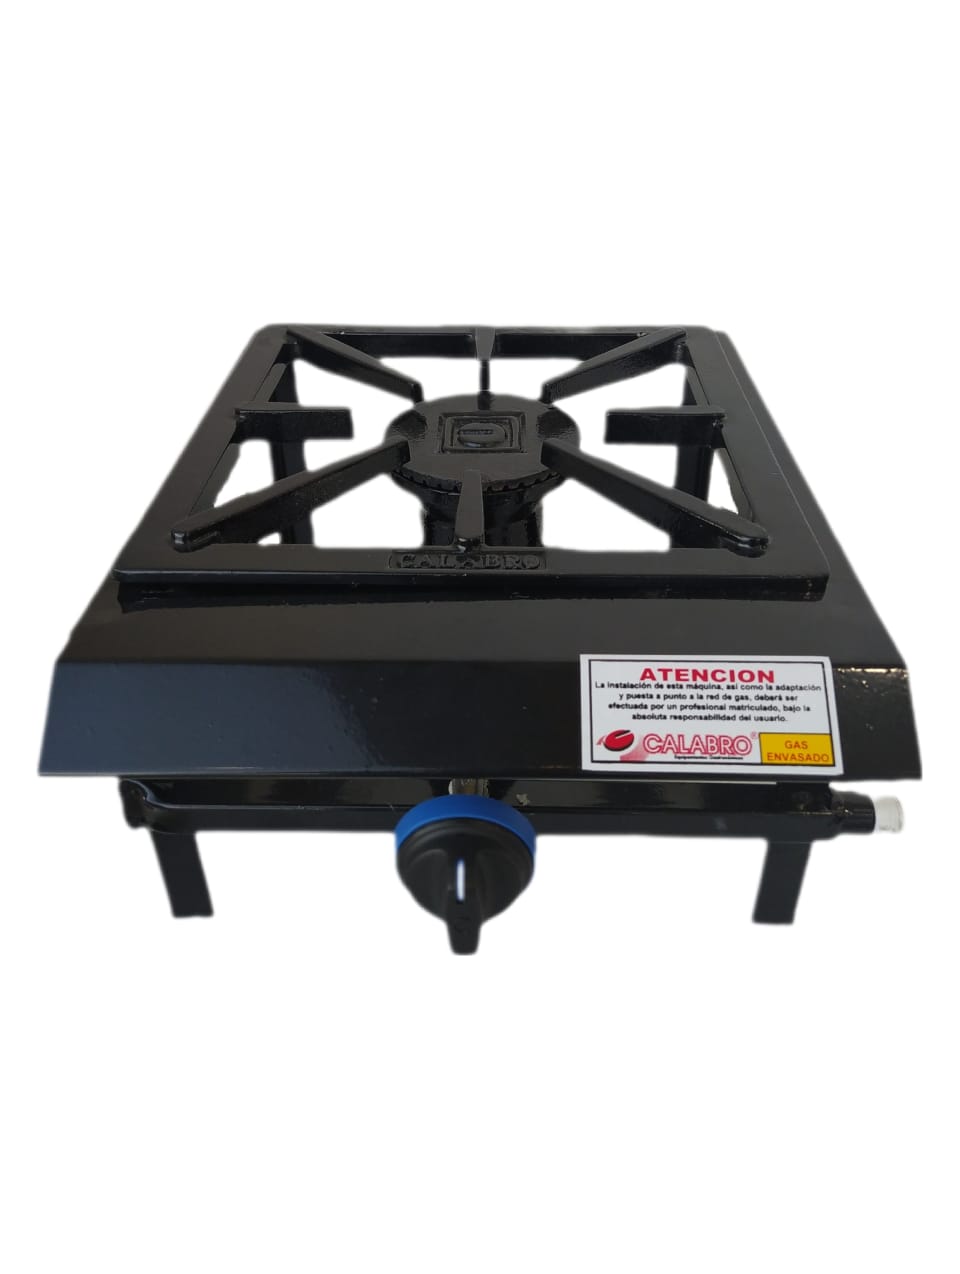 CALABRO
ATENCION
La instalación de esta máquina, así como la adaptación
y puesta a punto a la red de gas, deberá ser
efectuada por un profesional matriculado, bajo la
absoluta responsabilidad del usuario.
CALABRO®
Equipamientos Gastronómicos
GAS
ENVASADO